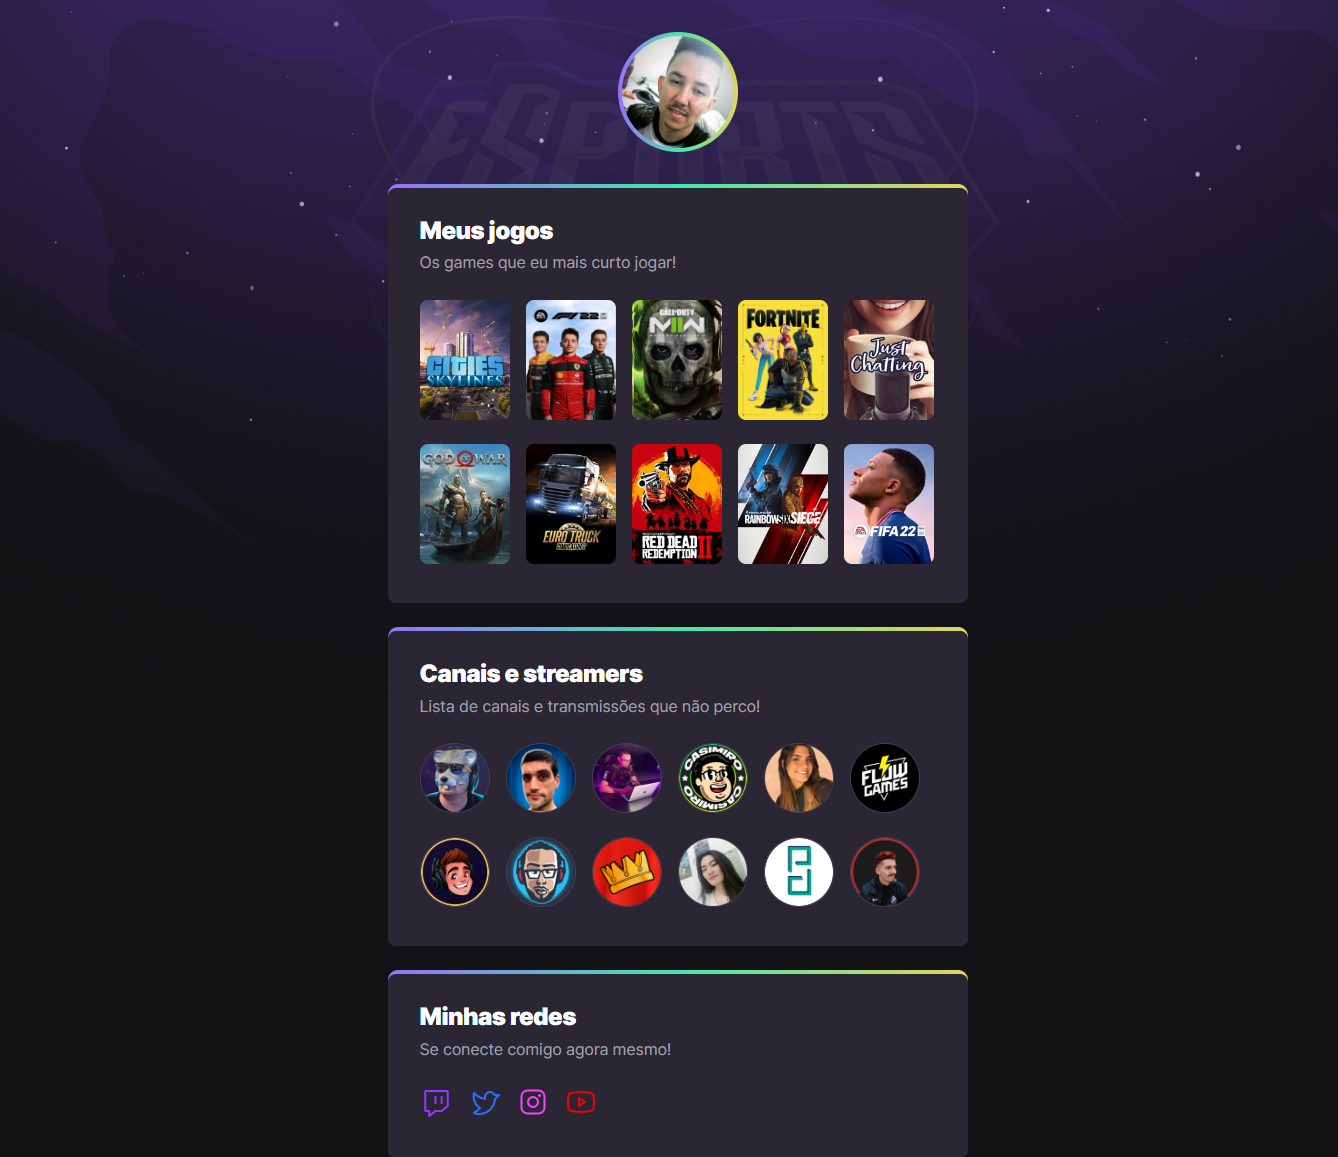 ESPORTS
Meus jogos
Os games que eu mais curto jogar!
CITIES
SKYLINES
F1 22
CALL OF DUTY
MWII
FORTNITE
Just
Chatting
GOD OF WAR
EURO TRUCK
SIMULATOR 2
RED DEAD
REDEMPTION II
RAINBOW SIX SIEGE
FIFA 22
Canais e streamers
Lista de canais e transmissões que não perco!
CASIMIRO
CASIMIRO
FLOW
GAMES
Minhas redes
Se conecte comigo agora mesmo!